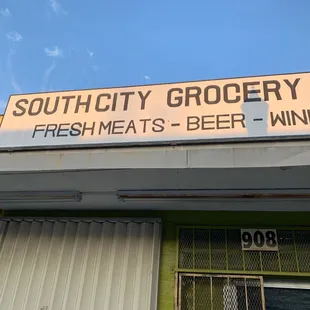 SOUTH CITY GROCERY
FRESH MEATS - BEER - WIN
908